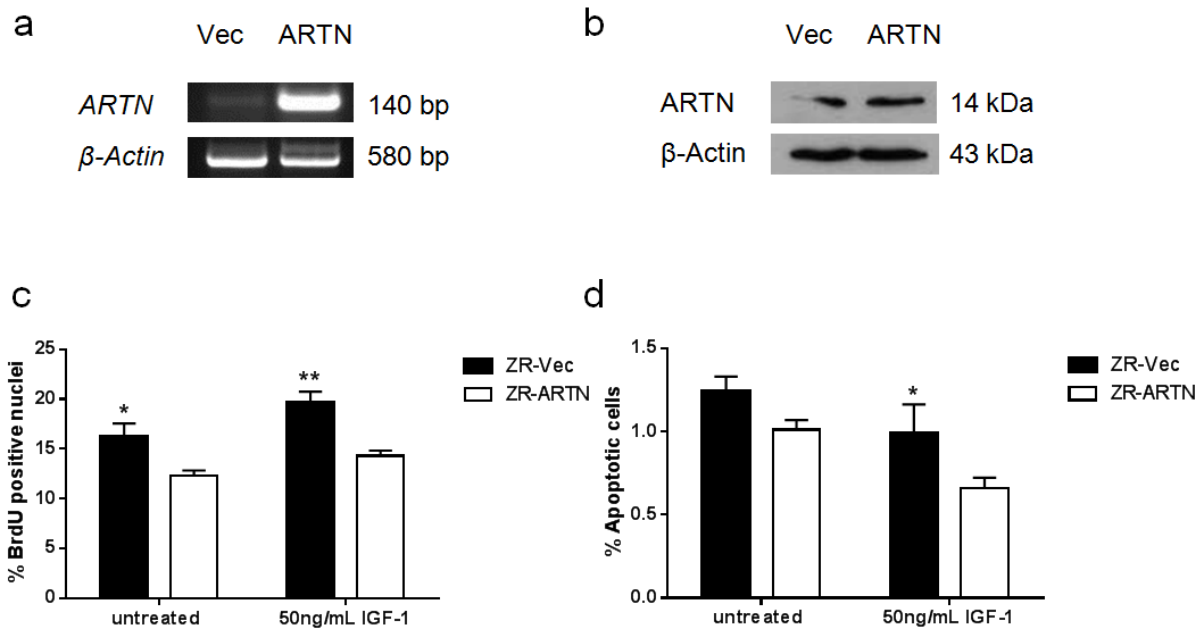 a
Vec ARTN
ARTN 140 bp
β-Actin 580 bp
b
Vec ARTN
ARTN 14 kDa
β-Actin 43 kDa
c
% BrdU positive nuclei
25
20
15
10
5
0
*
**
untreated 50ng/mL IGF-1
ZR-Vec
ZR-ARTN
d
% Apoptotic cells
1.5
1.0
0.5
0.0
*
untreated 50ng/mL IGF-1
ZR-Vec
ZR-ARTN